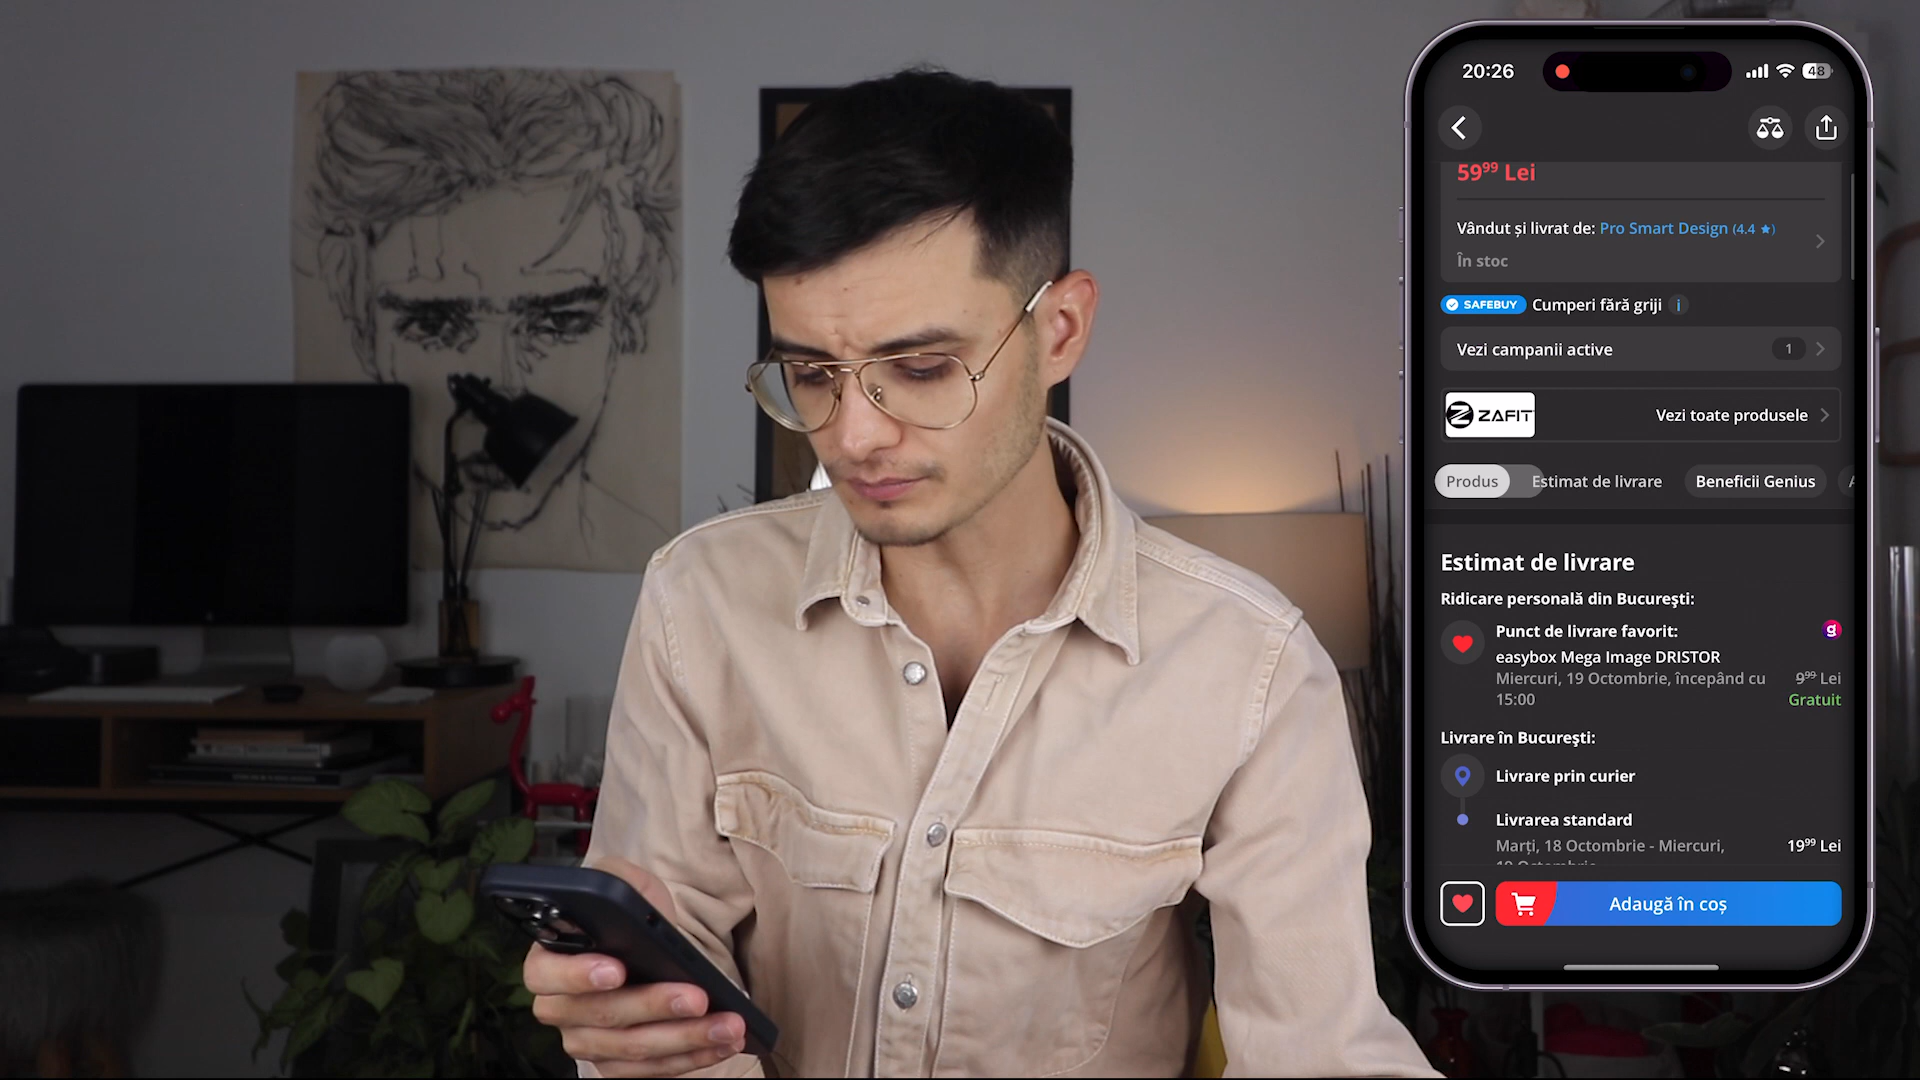 20:26
48
59⁹⁹ Lei
Vândut și livrat de: Pro Smart Design (4.4 ★)
În stoc
SAFEBUY Cumperi fără griji i
Vezi campanii active 1
ZAFIT Vezi toate produsele
Produs Estimat de livrare Beneficii Genius A
Estimat de livrare
Ridicare personală din București:
Punct de livrare favorit: g
easybox Mega Image DRISTOR
Miercuri, 19 Octombrie, începând cu 9⁹⁹ Lei
15:00 Gratuit
Livrare în București:
Livrare prin curier
Livrarea standard
Marți, 18 Octombrie - Miercuri, 19⁹⁹ Lei
19 Octombrie
Adaugă în coș